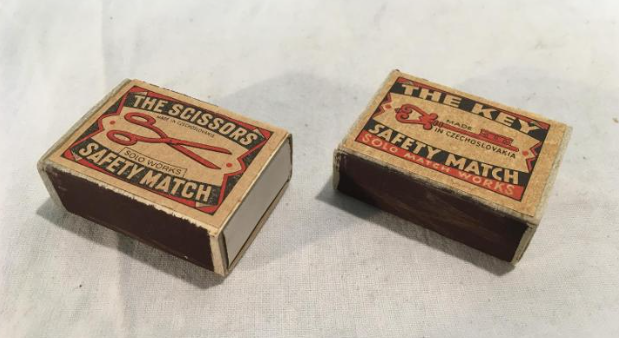 THE SCISSORS
MADE IN CZECHOSLOVAKIA
SOLO WORKS
SAFETY MATCH
THE KEY
MADE
IN CZECHOSLOVAKIA
SAFETY MATCH
SOLO MATCH WORKS